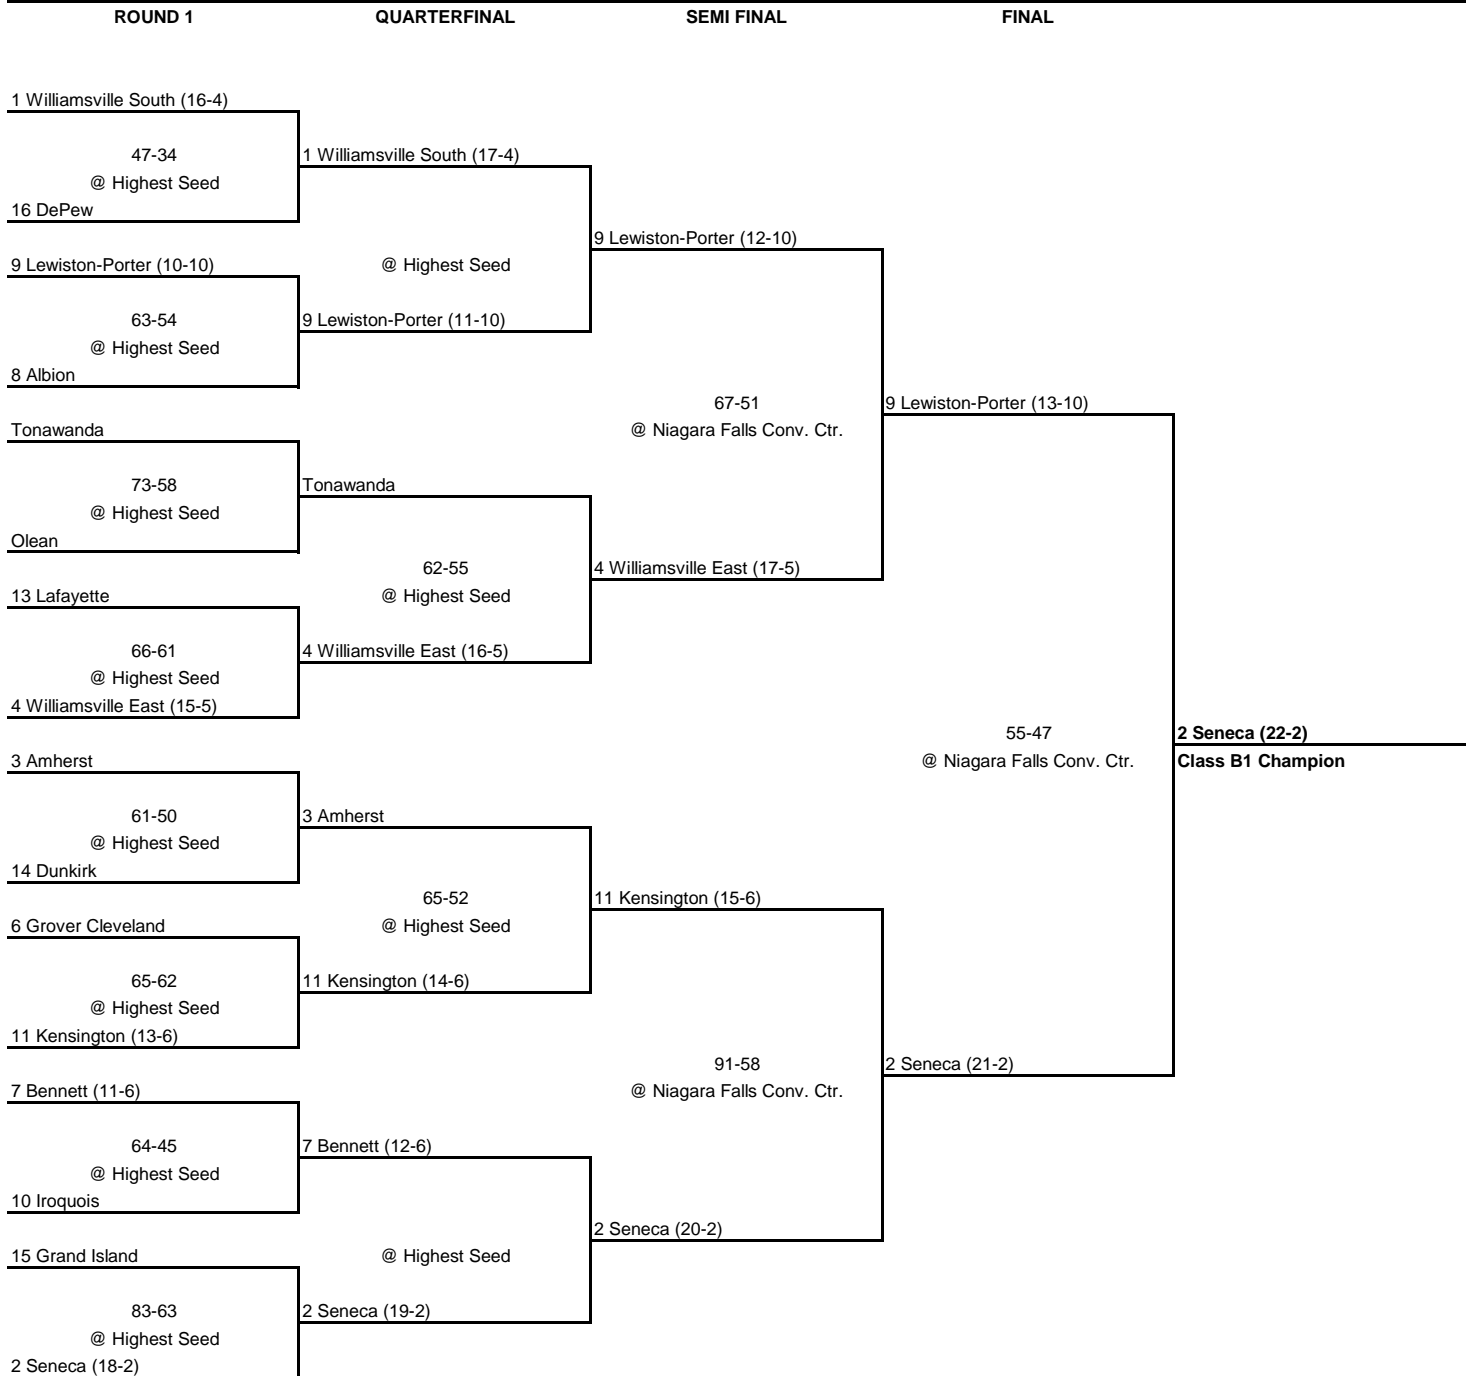 ROUND 1 QUARTERFINAL SEMI FINAL FINAL
1 Williamsville South (16-4)
47-34 1 Williamsville South (17-4)
@ Highest Seed
16 DePew
9 Lewiston-Porter (12-10)
9 Lewiston-Porter (10-10) @ Highest Seed
63-54 9 Lewiston-Porter (11-10)
@ Highest Seed
8 Albion
67-51 9 Lewiston-Porter (13-10)
Tonawanda @ Niagara Falls Conv. Ctr.
73-58 Tonawanda
@ Highest Seed
Olean
62-55 4 Williamsville East (17-5)
13 Lafayette @ Highest Seed
66-61 4 Williamsville East (16-5)
@ Highest Seed
4 Williamsville East (15-5)
55-47 2 Seneca (22-2)
3 Amherst @ Niagara Falls Conv. Ctr. Class B1 Champion
61-50 3 Amherst
@ Highest Seed
14 Dunkirk
65-52 11 Kensington (15-6)
6 Grover Cleveland @ Highest Seed
65-62 11 Kensington (14-6)
@ Highest Seed
11 Kensington (13-6)
91-58 2 Seneca (21-2)
7 Bennett (11-6) @ Niagara Falls Conv. Ctr.
64-45 7 Bennett (12-6)
@ Highest Seed
10 Iroquois
2 Seneca (20-2)
15 Grand Island @ Highest Seed
83-63 2 Seneca (19-2)
@ Highest Seed
2 Seneca (18-2)